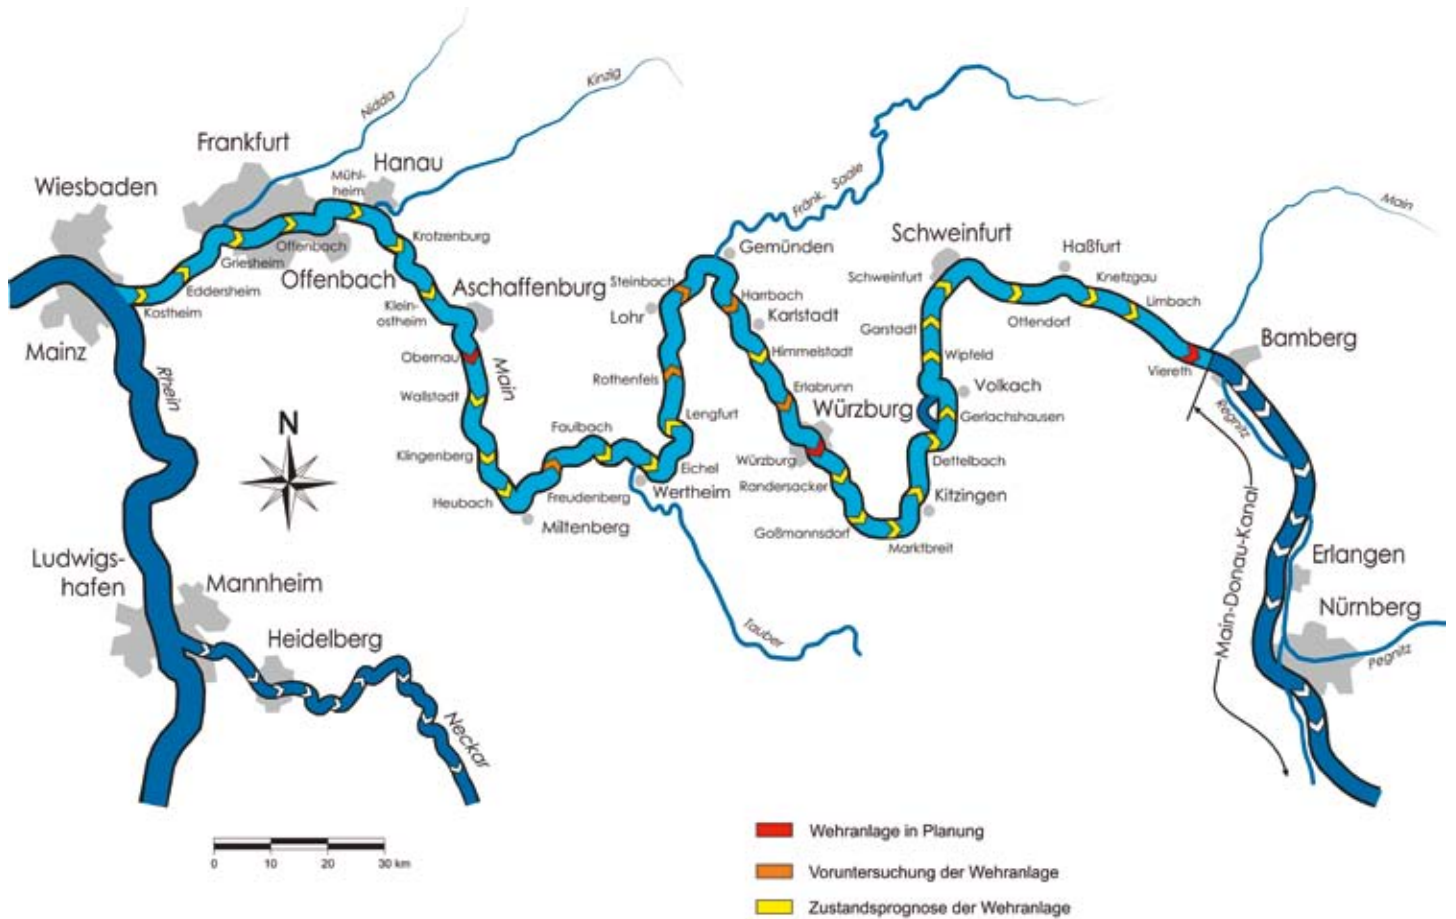 Nidda
Kinzig
Frankfurt
Hanau
Mühl-
heim
Wiesbaden
Fränk. Saale
Main
Krotzenburg
Offenbach
Griesheim
Offenbach
Eddersheim
Kostheim
Mainz
Rhein
Klein-
ostheim
Aschaffenburg
Obernau
Main
Wallstadt
Klingenberg
Heubach
Miltenberg
Freudenberg
Faulbach
Wertheim
Eichel
Lengfurt
Rothenfels
Lohr
Steinbach
Gemünden
Harrbach
Karlstadt
Himmelstadt
Erlabrunn
Würzburg
Würzburg
Randersacker
Goßmannsdorf
Marktbreit
Kitzingen
Dettelbach
Gerlachshausen
Volkach
Wipfeld
Garstadt
Schweinfurt
Schweinfurt
Ottendorf
Haßfurt
Knetzgau
Limbach
Viereth
Bamberg
Regnitz
Main-Donau-Kanal
Erlangen
Nürnberg
Pegnitz
Tauber
N
Ludwigs-
hafen
Mannheim
Heidelberg
Neckar
0 10 20 30 km
Wehranlage in Planung
Voruntersuchung der Wehranlage
Zustandsprognose der Wehranlage